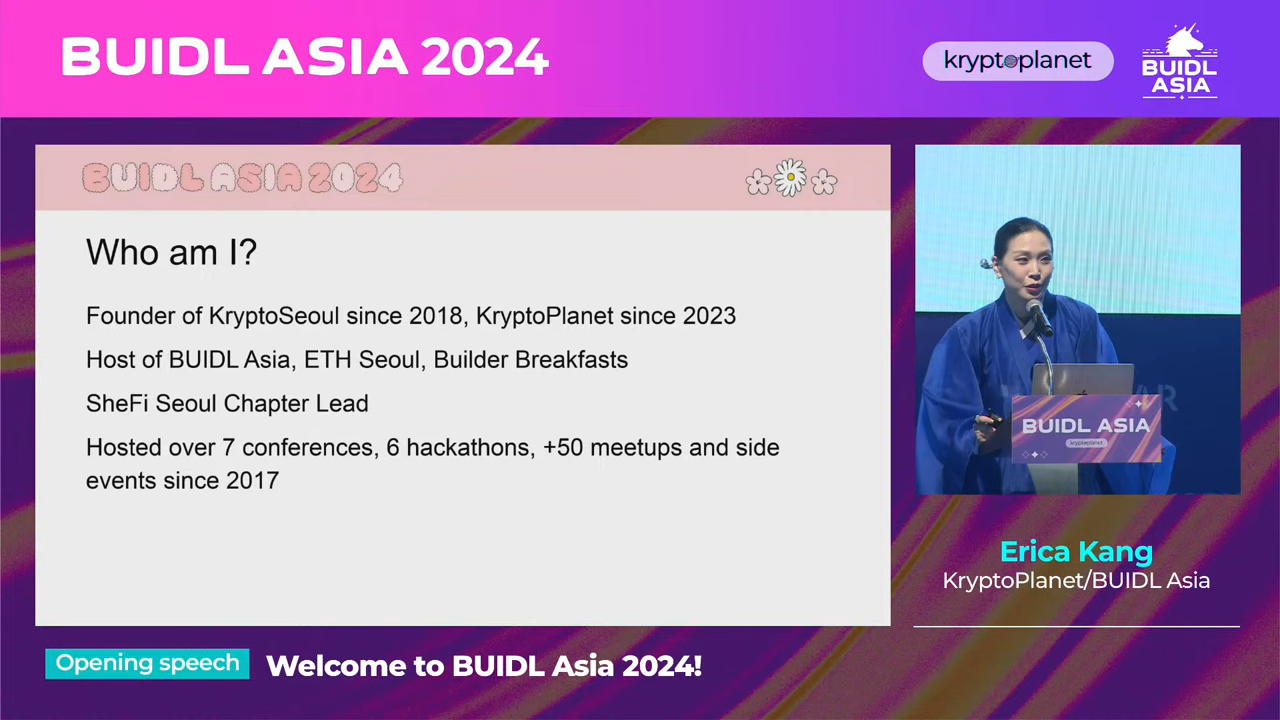 BUIDL ASIA 2024
kryptoplanet
BUIDL
ASIA
BUIDL ASIA 2024
Who am I?
Founder of KryptoSeoul since 2018, KryptoPlanet since 2023
Host of BUIDL Asia, ETH Seoul, Builder Breakfasts
SheFi Seoul Chapter Lead
Hosted over 7 conferences, 6 hackathons, +50 meetups and side
events since 2017
BUIDL ASIA
kryptoplanet
Erica Kang
KryptoPlanet/BUIDL Asia
Opening speech
Welcome to BUIDL Asia 2024!